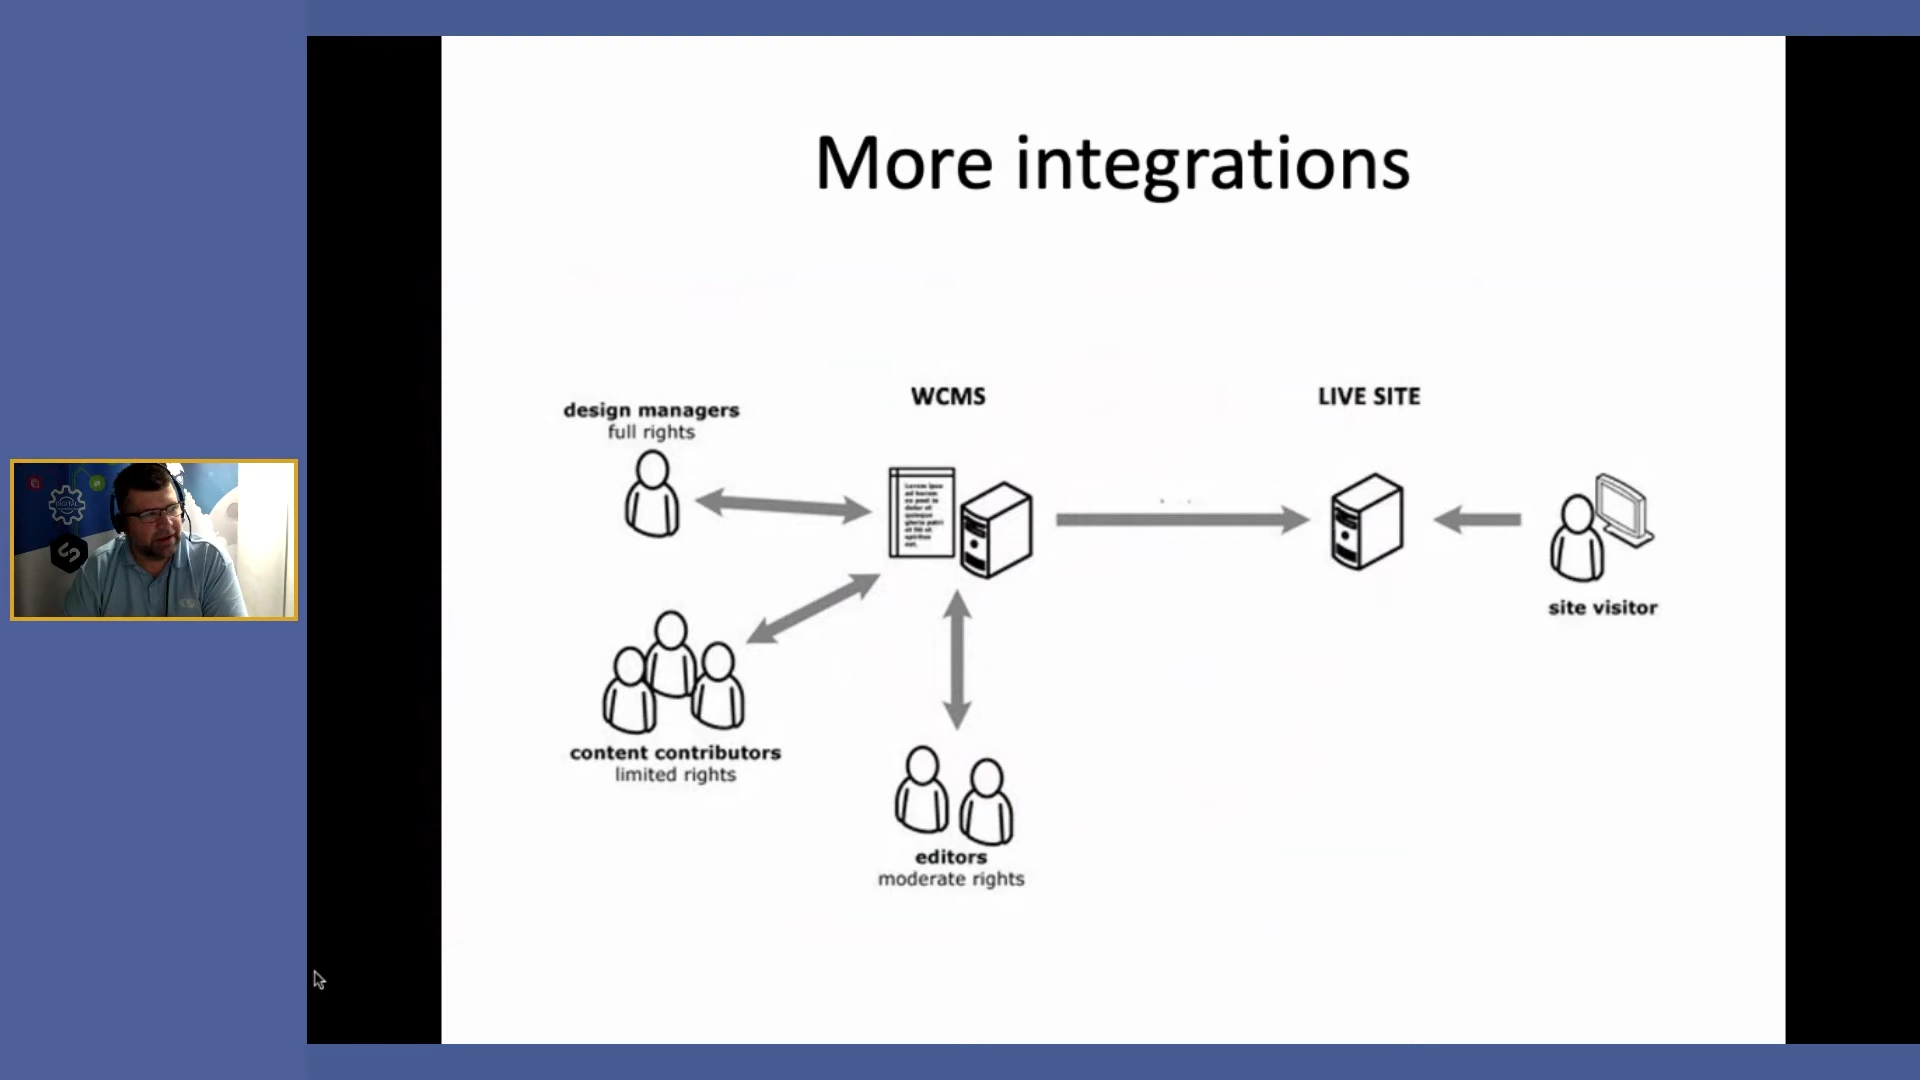 More integrations
WCMS
LIVE SITE
design managers
full rights
site visitor
content contributors
limited rights
editors
moderate rights